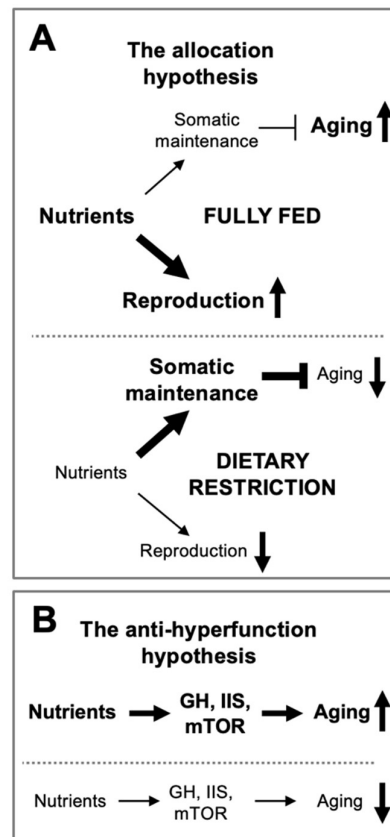 A
The allocation
hypothesis
Somatic
maintenance
Aging
Nutrients
FULLY FED
Reproduction
Somatic
maintenance
Aging
Nutrients
DIETARY
RESTRICTION
Reproduction
B
The anti-hyperfunction
hypothesis
Nutrients
GH, IIS,
mTOR
Aging
Nutrients
GH, IIS,
mTOR
Aging